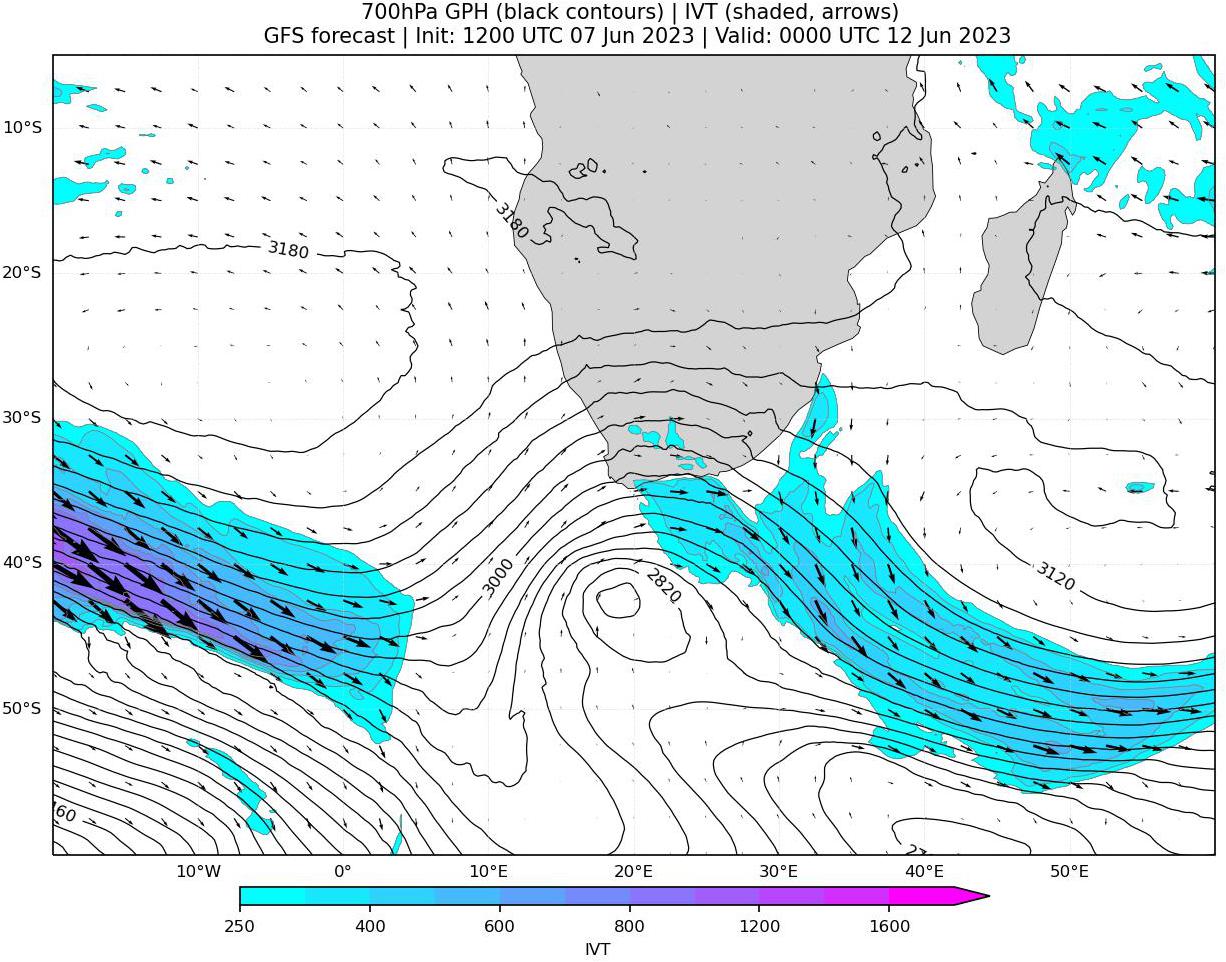 700hPa GPH (black contours) | IVT (shaded, arrows)
GFS forecast | Init: 1200 UTC 07 Jun 2023 | Valid: 0000 UTC 12 Jun 2023
10°S
20°S
30°S
40°S
50°S
3180
3180
3000
2820
3120
60
10°W
0°
10°E
20°E
30°E
40°E
50°E
250
400
600
800
1200
1600
IVT